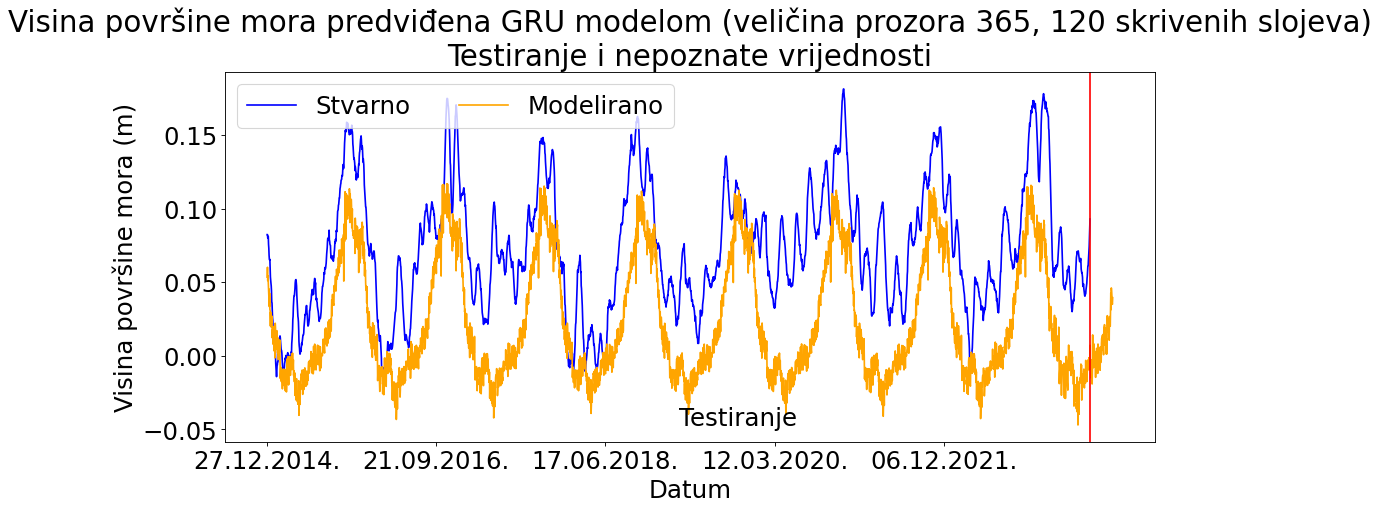 Visina površine mora predviđena GRU modelom (veličina prozora 365, 120 skrivenih slojeva)
Testiranje i nepoznate vrijednosti
Stvarno
Modelirano
Visina površine mora (m)
0.15
0.10
0.05
0.00
−0.05
Testiranje
27.12.2014.
21.09.2016.
17.06.2018.
12.03.2020.
06.12.2021.
Datum